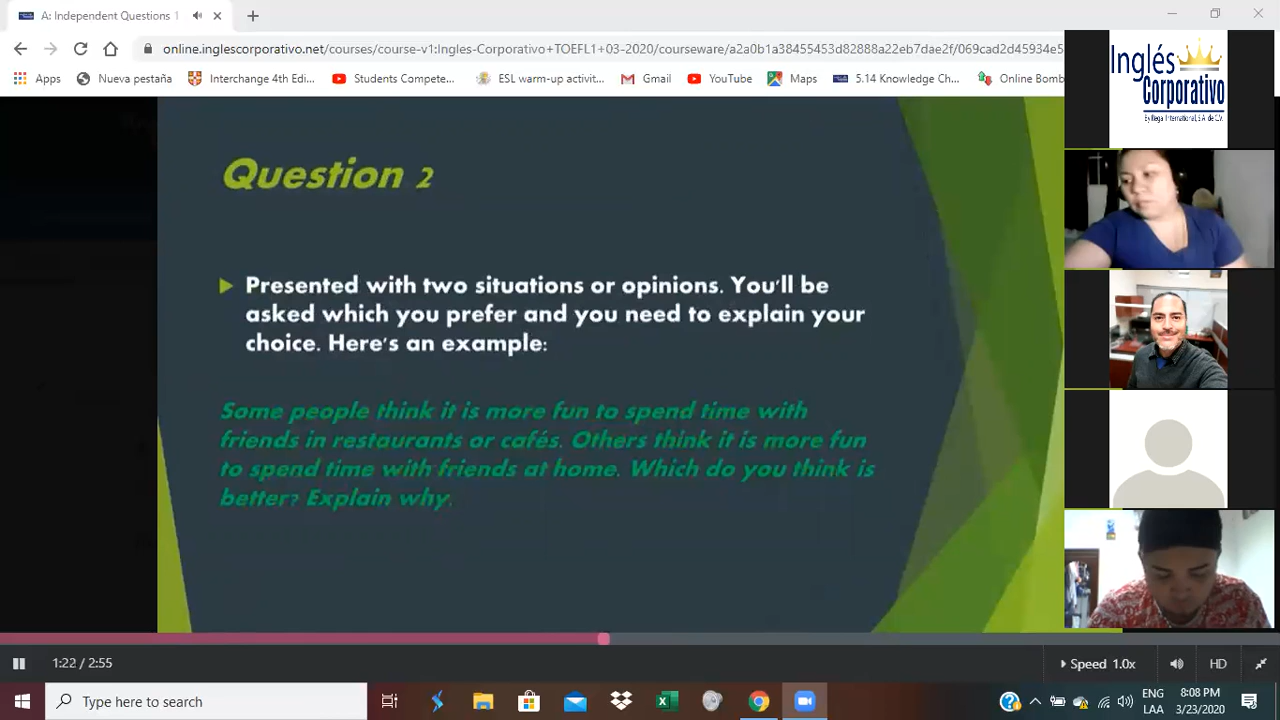 A: Independent Questions 1
online.inglescorporativo.net/courses/course-v1:Ingles-Corporativo+TOEFL1+03-2020/courseware/a2a0b1a38455453d82888a22eb7dae2f/069cad2d45934e5
Apps Nueva pestaña Interchange 4th Edi... Students Compete... ESL warm-up activit... Gmail YouTube Maps 5.14 Knowledge Ch... Online Bomb
Inglés
Corporativo
Question 2
Presented with two situations or opinions. You'll be
asked which you prefer and you need to explain your
choice. Here's an example:
Some people think it is more fun to spend time with
friends in restaurants or cafés. Others think it is more fun
to spend time with friends at home. Which do you think is
better? Explain why.
1:22 / 2:55
Speed 1.0x
HD
Type here to search
ENG
LAA
8:08 PM
3/23/2020